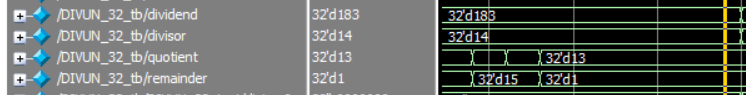 /DIVUN_32_tb/dividend 32'd183 32'd183
/DIVUN_32_tb/divisor 32'd14 32'd14
/DIVUN_32_tb/quotient 32'd13 32'd13
/DIVUN_32_tb/remainder 32'd1 32'd15 32'd1